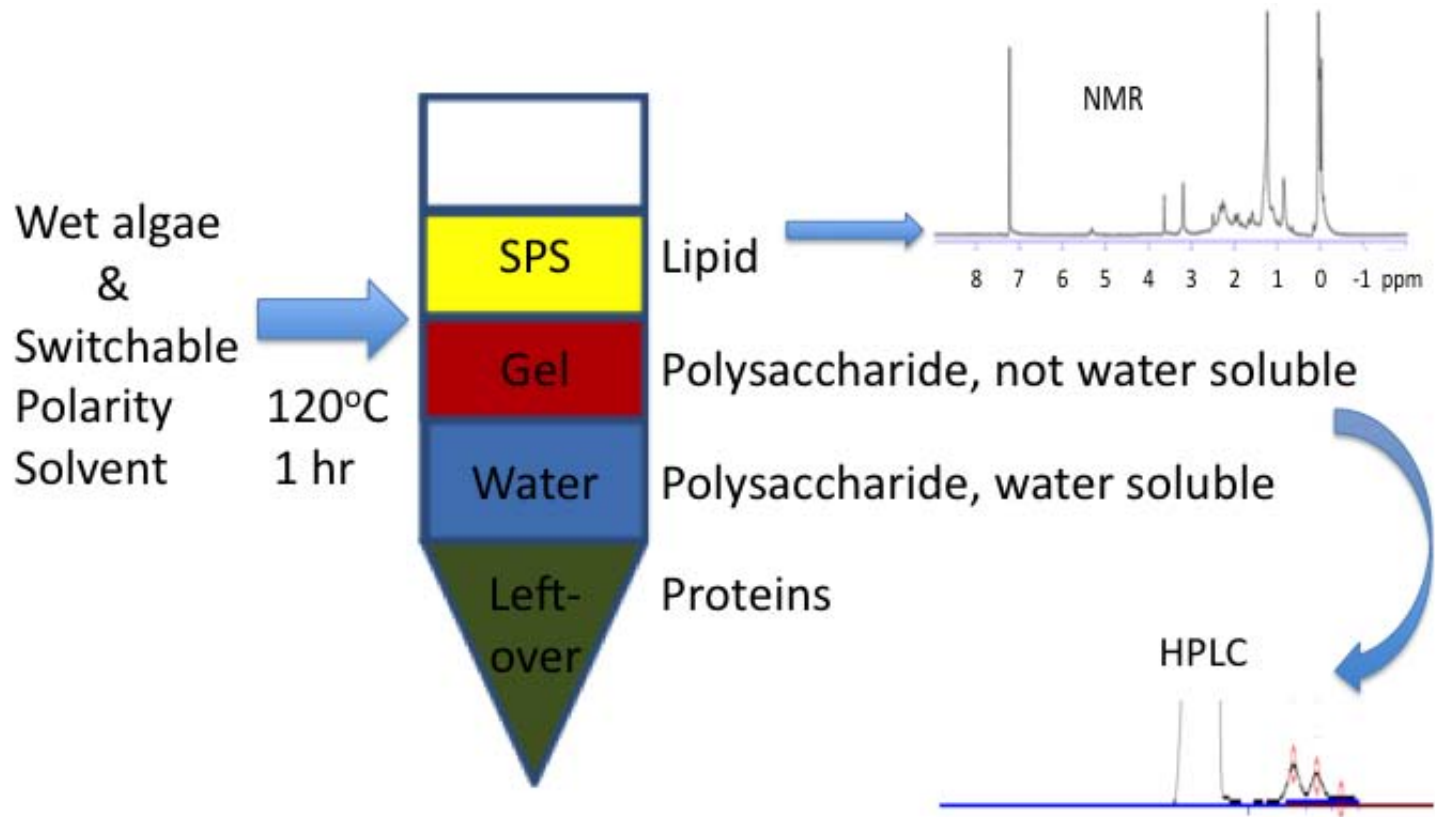 Wet algae
&
Switchable
Polarity
Solvent
120°C
1 hr
SPS
Lipid
Gel
Polysaccharide, not water soluble
Water
Polysaccharide, water soluble
Left-
over
Proteins
NMR
8 7 6 5 4 3 2 1 0 -1 ppm
HPLC